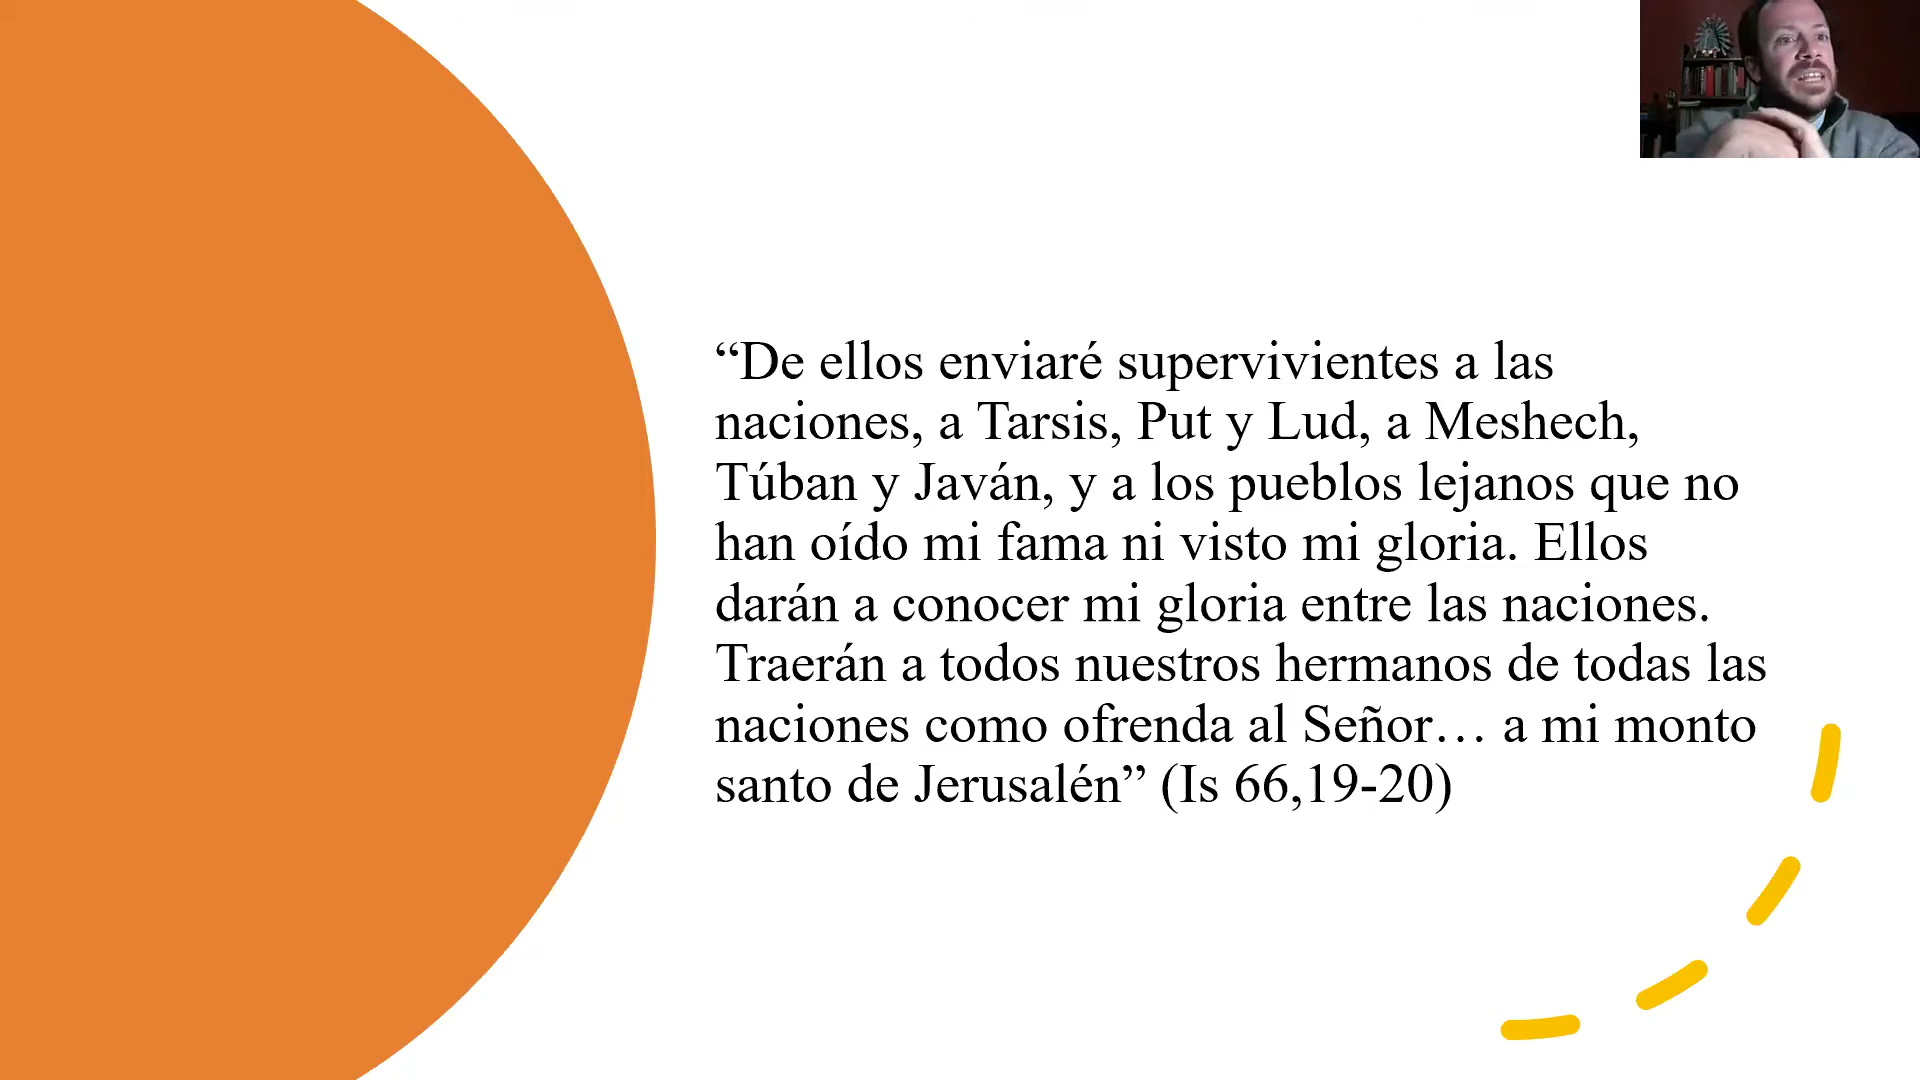 “De ellos enviaré supervivientes a las
naciones, a Tarsis, Put y Lud, a Meshech,
Túban y Javán, y a los pueblos lejanos que no
han oído mi fama ni visto mi gloria. Ellos
darán a conocer mi gloria entre las naciones.
Traerán a todos nuestros hermanos de todas las
naciones como ofrenda al Señor… a mi monto
santo de Jerusalén” (Is 66,19-20)